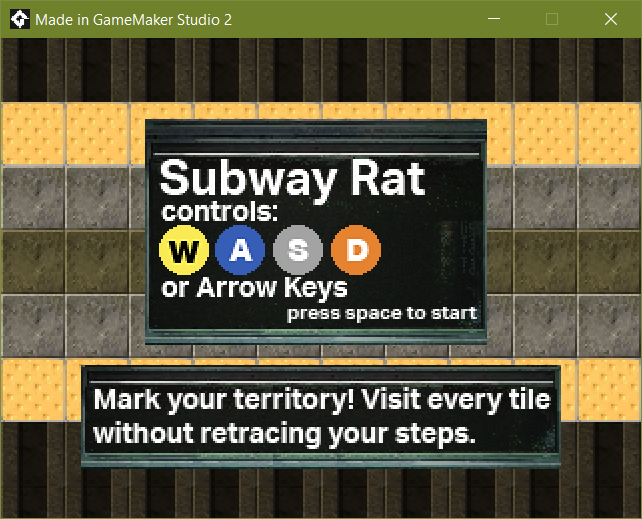 Made in GameMaker Studio 2
Subway Rat
controls:
W A S D
or Arrow Keys
press space to start
Mark your territory! Visit every tile
without retracing your steps.